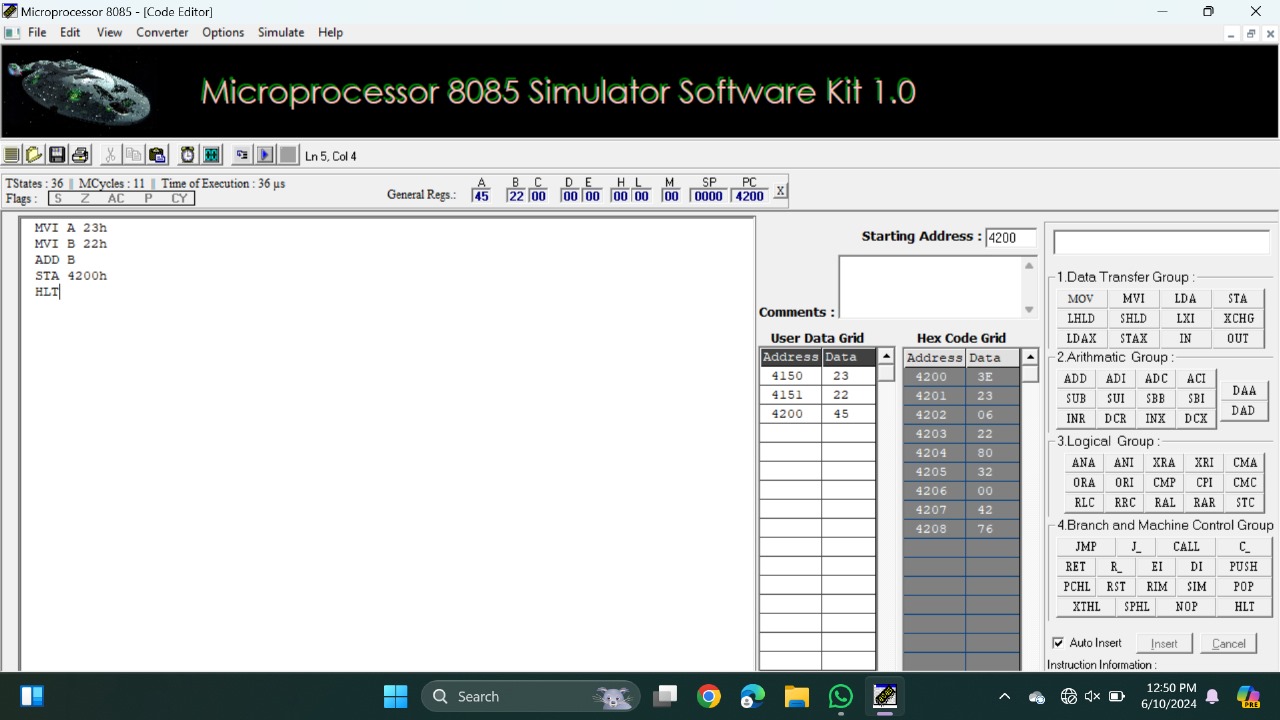 Microprocessor 8085 - [Code Editor]
File Edit View Converter Options Simulate Help
Microprocessor 8085 Simulator Software Kit 1.0
Ln 5, Col 4
TStates : 36 || MCycles : 11 || Time of Execution : 36 µs
Flags : S Z AC P CY
General Regs.:
A B C D E H L M SP PC
45 22 00 00 00 00 00 00 0000 4200 X
MVI A 23h
MVI B 22h
ADD B
STA 4200h
HLT
Starting Address : 4200
Comments :
User Data Grid
Address Data
4150 23
4151 22
4200 45
Hex Code Grid
Address Data
4200 3E
4201 23
4202 06
4203 22
4204 80
4205 32
4206 00
4207 42
4208 76
1.Data Transfer Group :
MOV MVI LDA STA
LHLD SHLD LXI XCHG
LDAX STAX IN OUT
2.Arithmatic Group :
ADD ADI ADC ACI
SUB SUI SBB SBI
INR DCR INX DCX
DAA
DAD
3.Logical Group :
ANA ANI XRA XRI CMA
ORA ORI CMP CPI CMC
RLC RRC RAL RAR STC
4.Branch and Machine Control Group
JMP J_ CALL C_
RET R_ EI DI PUSH
PCHL RST RIM SIM POP
XTHL SPHL NOP HLT
Auto Insert Insert Cancel
Instruction Information :
Search
12:50 PM
6/10/2024
PRE